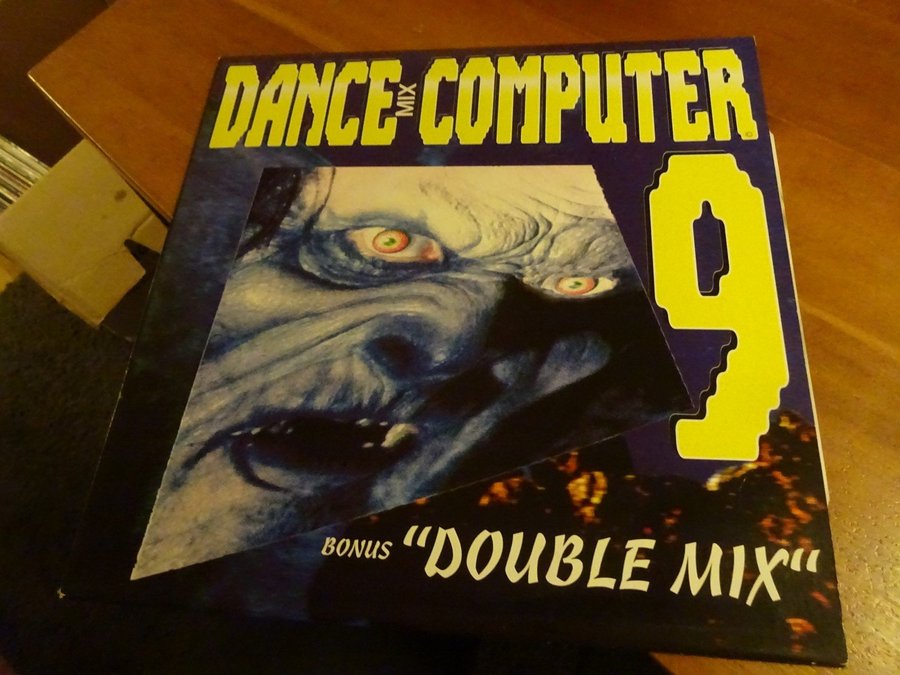 DANCE MIX COMPUTER ©
9
BONUS "DOUBLE MIX"